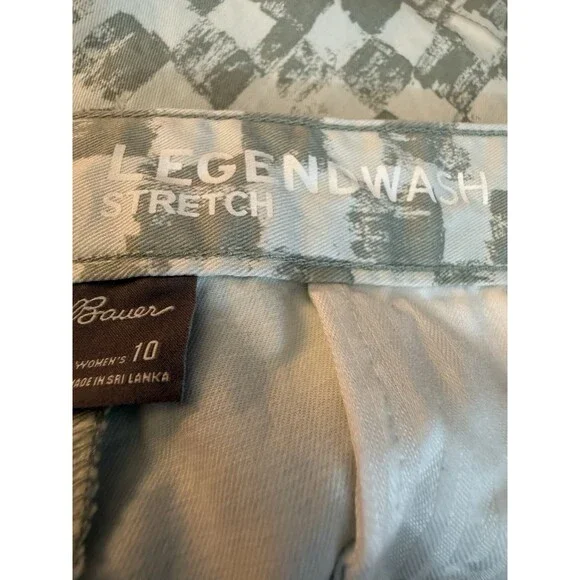 LEGENDWASH
STRETCH
Bauer
WOMEN'S 10
MADE IN SRI LANKA